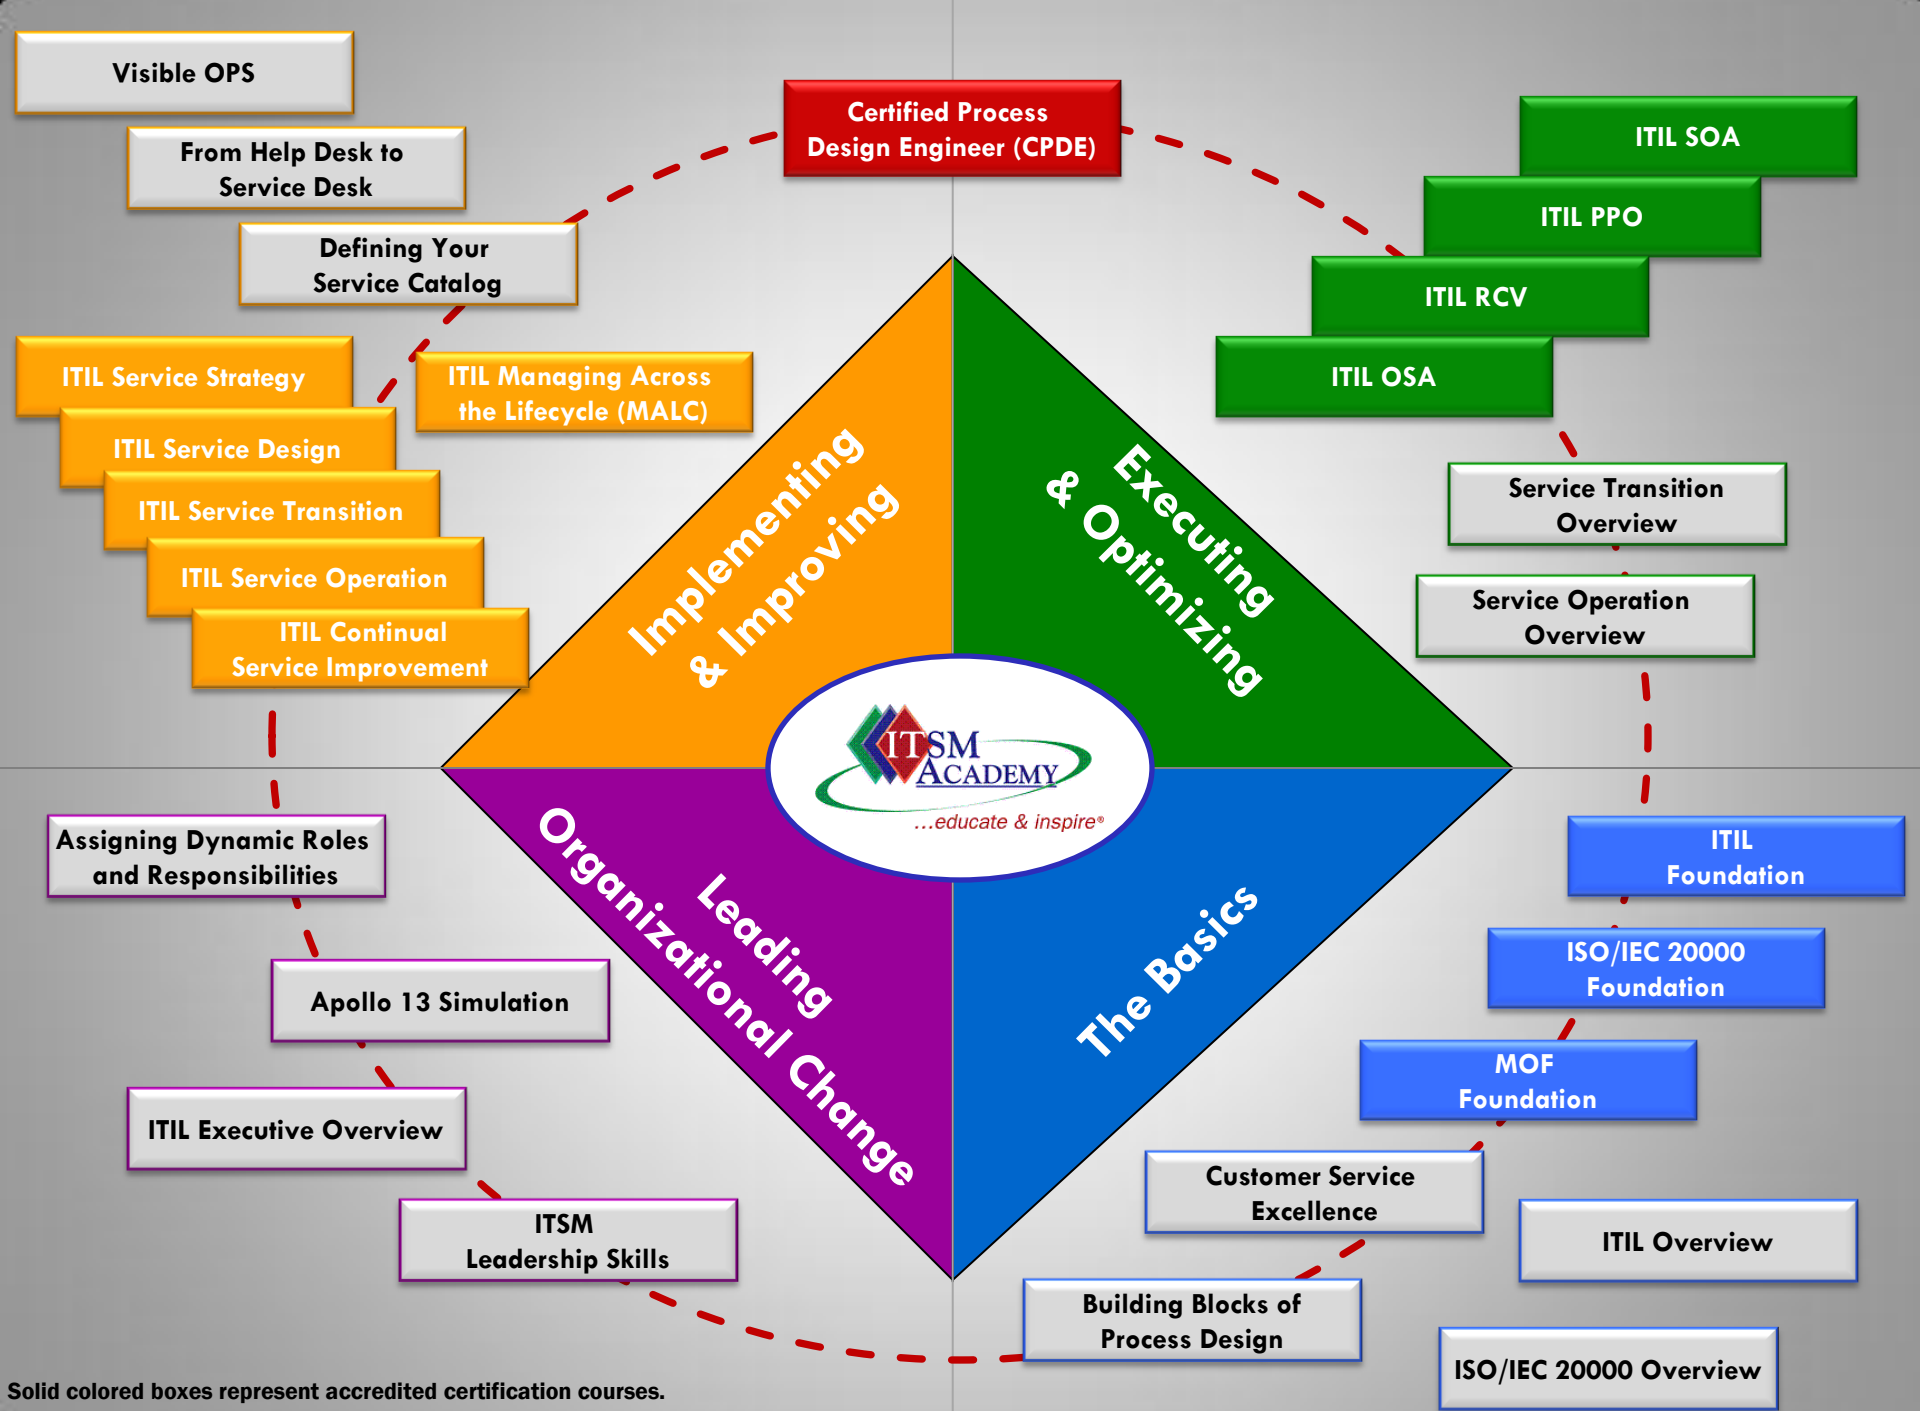 Visible OPS
From Help Desk to
Service Desk
Defining Your
Service Catalog
Certified Process
Design Engineer (CPDE)
ITIL SOA
ITIL PPO
ITIL RCV
ITIL OSA
ITIL Service Strategy
ITIL Service Design
ITIL Service Transition
ITIL Service Operation
ITIL Continual
Service Improvement
ITIL Managing Across
the Lifecycle (MALC)
Implementing
& Improving
Executing
& Optimizing
Service Transition
Overview
Service Operation
Overview
ITSM
ACADEMY
...educate & inspire®
Leading
Organizational Change
The Basics
Assigning Dynamic Roles
and Responsibilities
Apollo 13 Simulation
ITIL Executive Overview
ITSM
Leadership Skills
ITIL
Foundation
ISO/IEC 20000
Foundation
MOF
Foundation
Customer Service
Excellence
ITIL Overview
Building Blocks of
Process Design
ISO/IEC 20000 Overview
Solid colored boxes represent accredited certification courses.